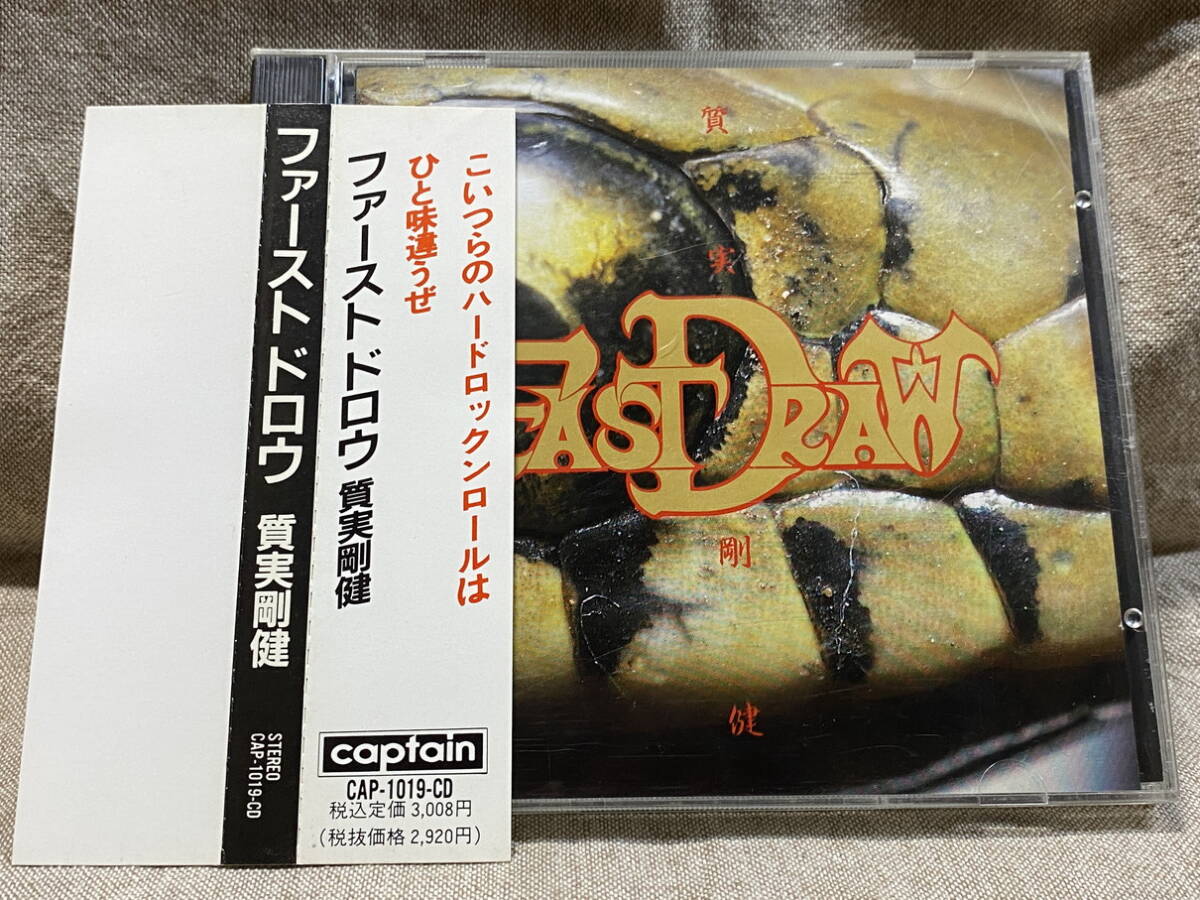 こいつらのハードロックンロールは
ひと味違うぜ
ファースト ドロウ 質実剛健
captain
CAP-1019-CD
税込定価 3,008円
(税抜価格 2,920円)
ファースト ドロウ 質実剛健
STEREO
CAP-1019-CD
質
実
FAST DRAW
剛
健